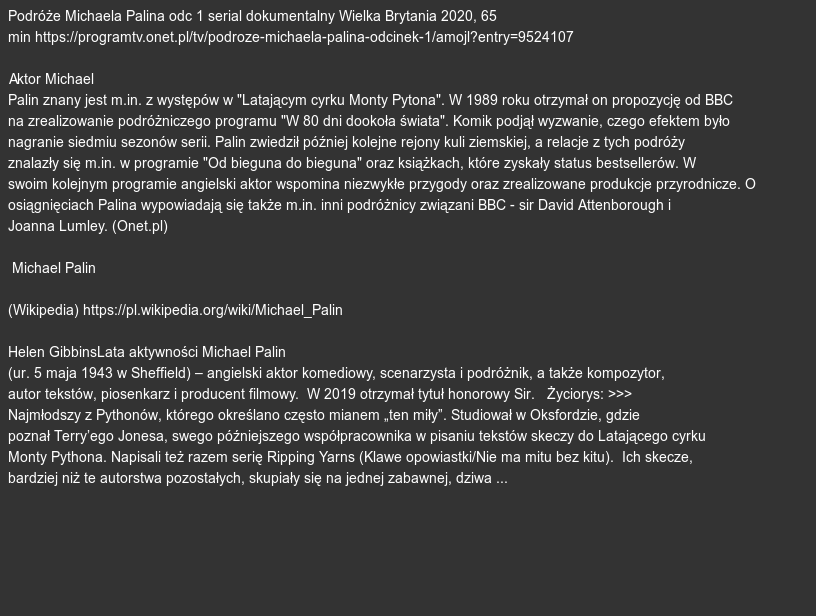 Podróże Michaela Palina odc 1 serial dokumentalny Wielka Brytania 2020, 65
min https://programtv.onet.pl/tv/podroze-michaela-palina-odcinek-1/amojl?entry=9524107
Aktor Michael
Palin znany jest m.in. z występów w "Latającym cyrku Monty Pytona". W 1989 roku otrzymał on propozycję od BBC
na zrealizowanie podróżniczego programu "W 80 dni dookoła świata". Komik podjął wyzwanie, czego efektem było
nagranie siedmiu sezonów serii. Palin zwiedził później kolejne rejony kuli ziemskiej, a relacje z tych podróży
znalazły się m.in. w programie "Od bieguna do bieguna" oraz książkach, które zyskały status bestsellerów. W
swoim kolejnym programie angielski aktor wspomina niezwykłe przygody oraz zrealizowane produkcje przyrodnicze. O
osiągnięciach Palina wypowiadają się także m.in. inni podróżnicy związani BBC - sir David Attenborough i
Joanna Lumley. (Onet.pl)
Michael Palin
(Wikipedia) https://pl.wikipedia.org/wiki/Michael_Palin
Helen GibbinsLata aktywności Michael Palin
(ur. 5 maja 1943 w Sheffield) – angielski aktor komediowy, scenarzysta i podróżnik, a także kompozytor,
autor tekstów, piosenkarz i producent filmowy.  W 2019 otrzymał tytuł honorowy Sir.   Życiorys: >>>
Najmłodszy z Pythonów, którego określano często mianem „ten miły”. Studiował w Oksfordzie, gdzie
poznał Terry’ego Jonesa, swego późniejszego współpracownika w pisaniu tekstów skeczy do Latającego cyrku
Monty Pythona. Napisali też razem serię Ripping Yarns (Klawe opowiastki/Nie ma mitu bez kitu).  Ich skecze,
bardziej niż te autorstwa pozostałych, skupiały się na jednej zabawnej, dziwa ...